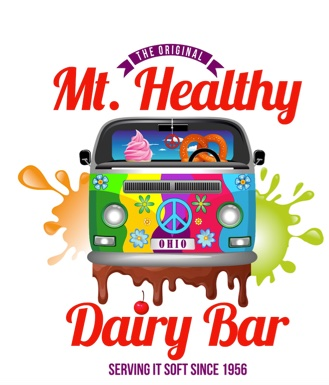 THE ORIGINAL
Mt. Healthy
OHIO
Dairy Bar
SERVING IT SOFT SINCE 1956